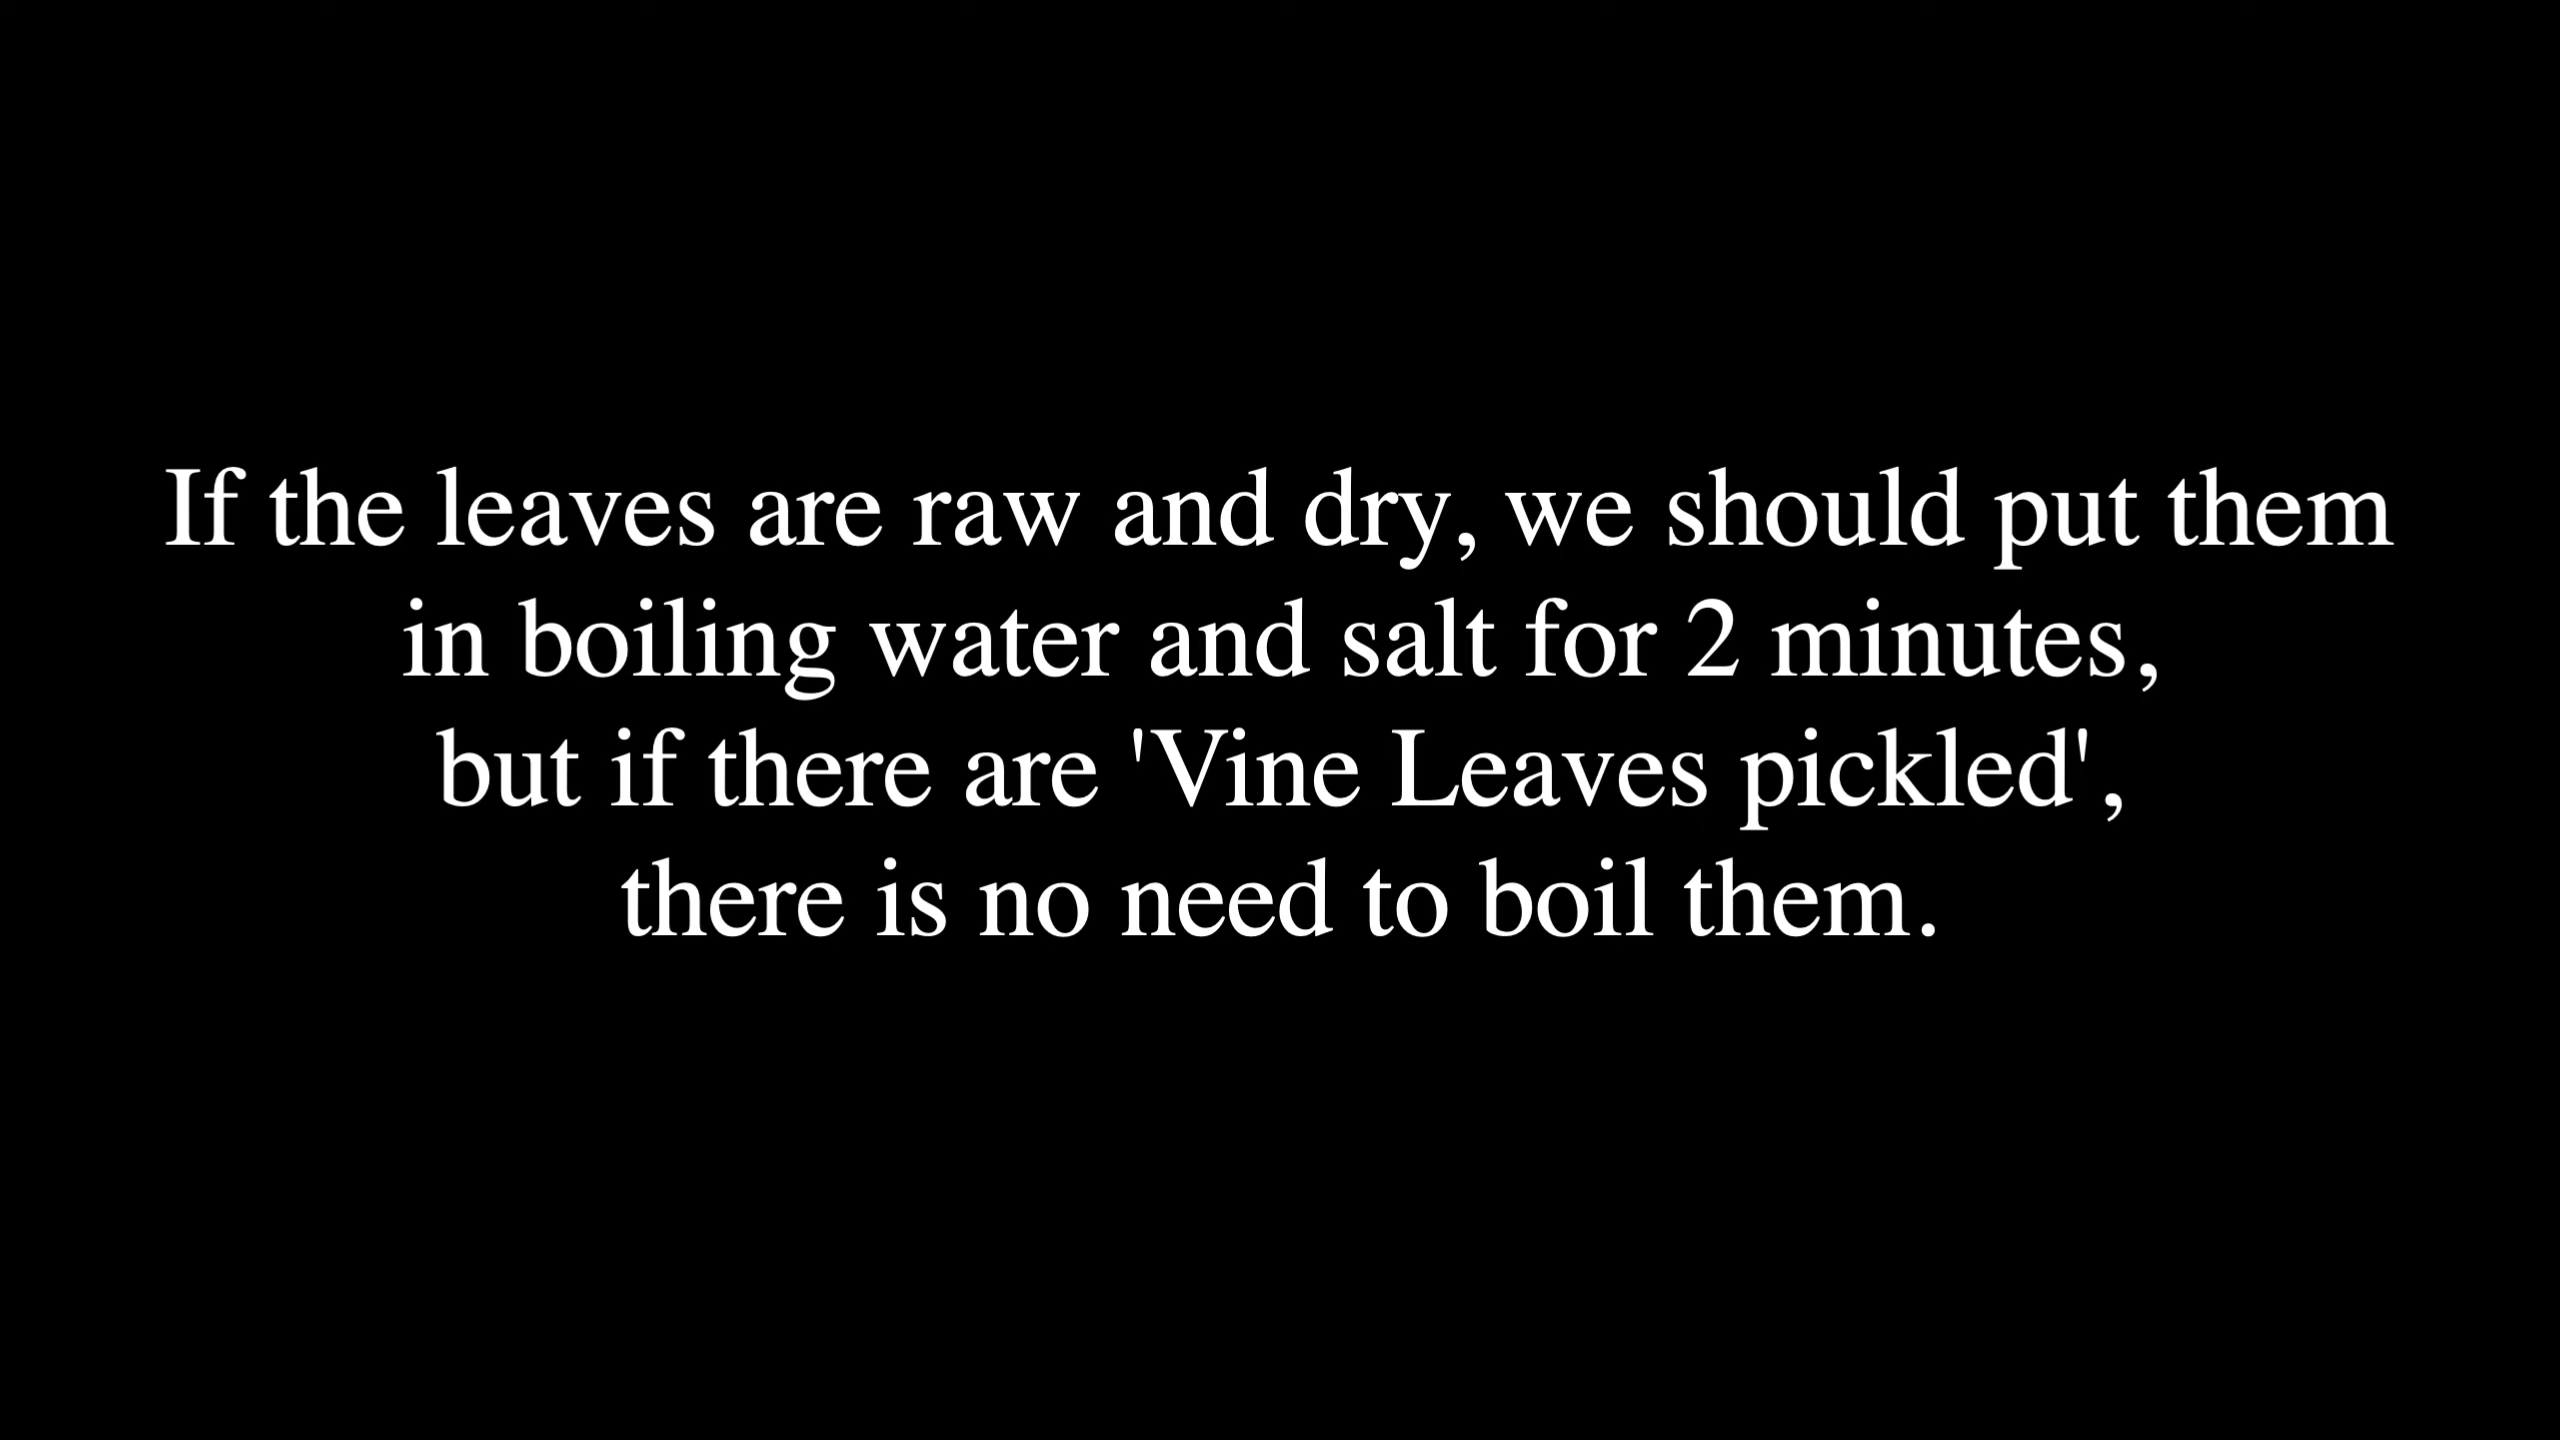 If the leaves are raw and dry, we should put them
in boiling water and salt for 2 minutes,
but if there are 'Vine Leaves pickled',
there is no need to boil them.